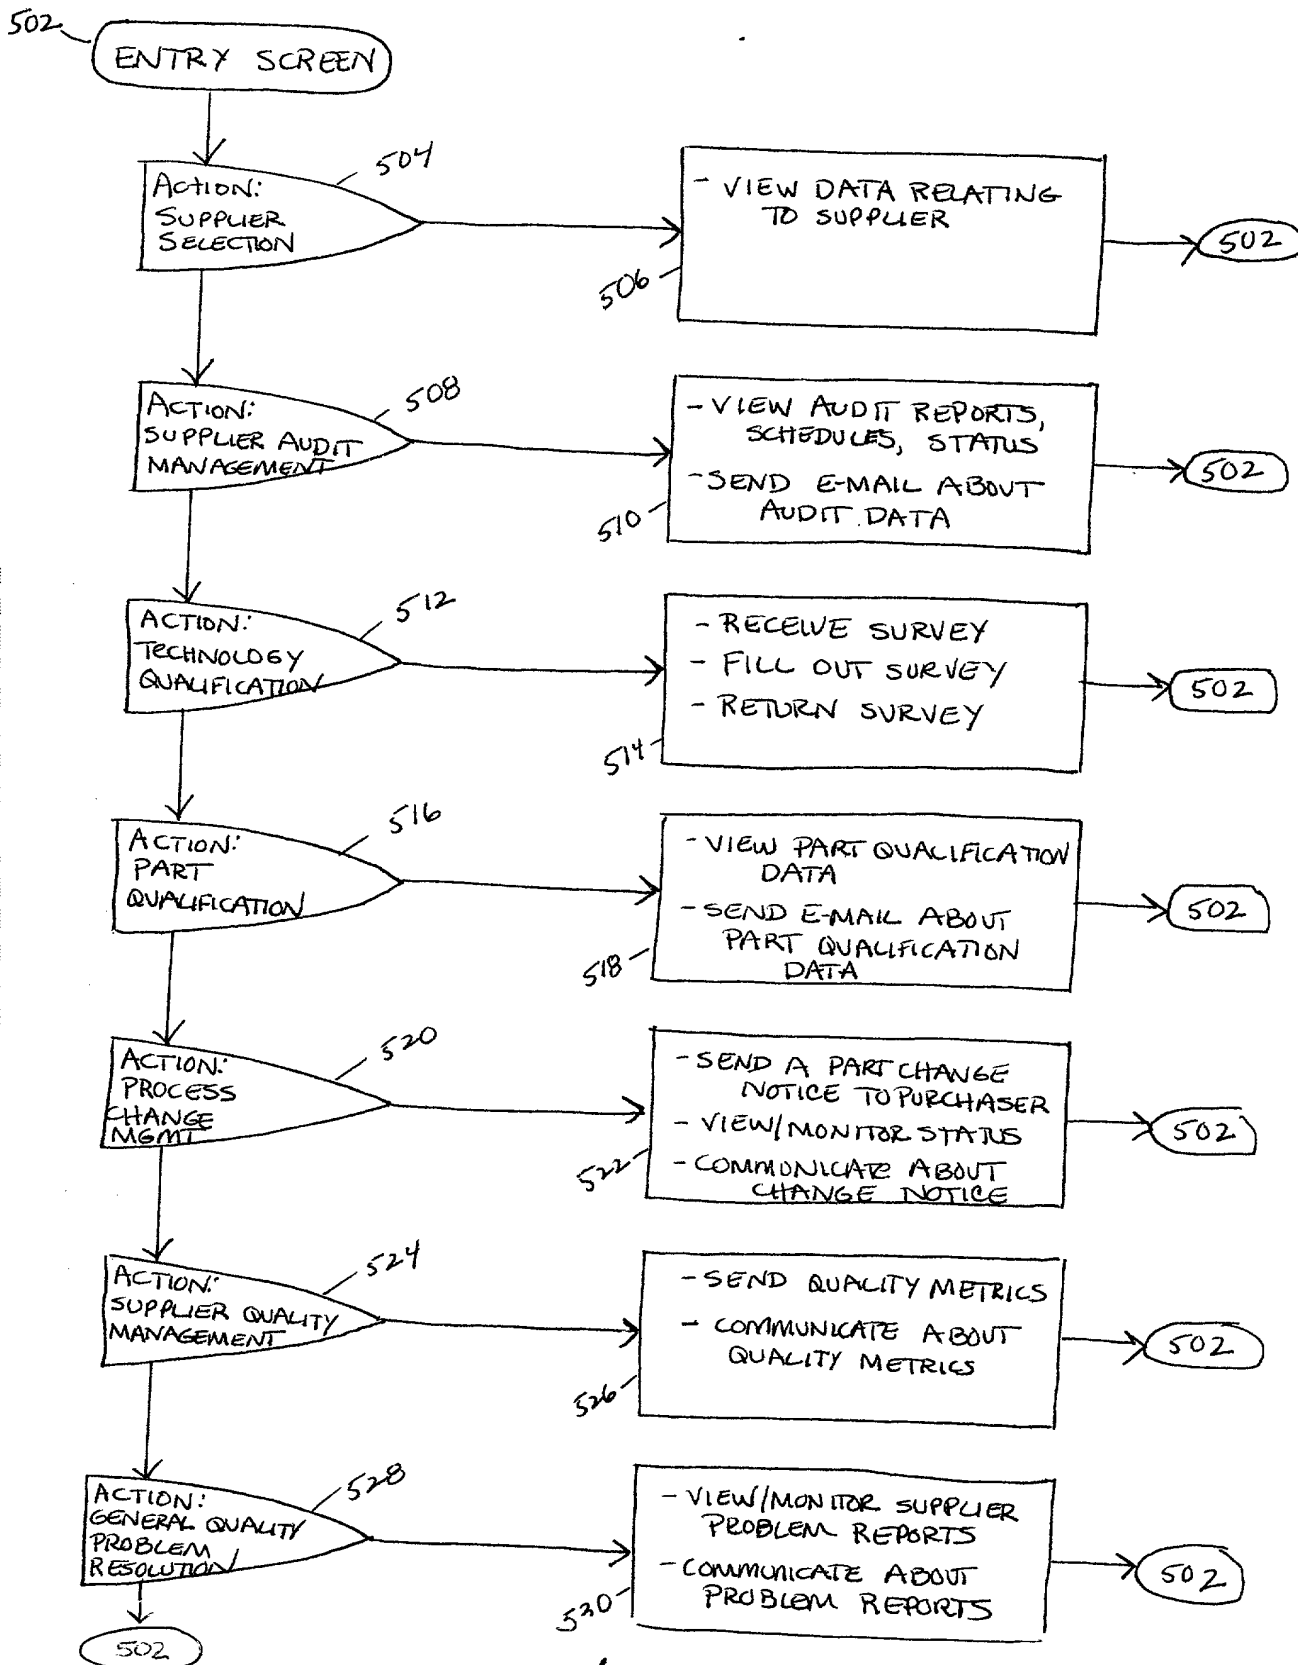 502
ENTRY SCREEN
504
ACTION:
SUPPLIER
SELECTION
- VIEW DATA RELATING
TO SUPPLIER
506
502
508
ACTION:
SUPPLIER AUDIT
MANAGEMENT
- VIEW AUDIT REPORTS,
SCHEDULES, STATUS
- SEND E-MAIL ABOUT
AUDIT DATA
510
502
512
ACTION:
TECHNOLOGY
QUALIFICATION
- RECEIVE SURVEY
- FILL OUT SURVEY
- RETURN SURVEY
514
502
516
ACTION:
PART
QUALIFICATION
- VIEW PART QUALIFICATION
DATA
- SEND E-MAIL ABOUT
PART QUALIFICATION
DATA
518
502
520
ACTION:
PROCESS
CHANGE
MGMT
- SEND A PART CHANGE
NOTICE TO PURCHASER
- VIEW/MONITOR STATUS
- COMMUNICATE ABOUT
CHANGE NOTICE
522
502
524
ACTION:
SUPPLIER QUALITY
MANAGEMENT
- SEND QUALITY METRICS
- COMMUNICATE ABOUT
QUALITY METRICS
526
502
528
ACTION:
GENERAL QUALITY
PROBLEM
RESOLUTION
- VIEW/MONITOR SUPPLIER
PROBLEM REPORTS
- COMMUNICATE ABOUT
PROBLEM REPORTS
530
502
502